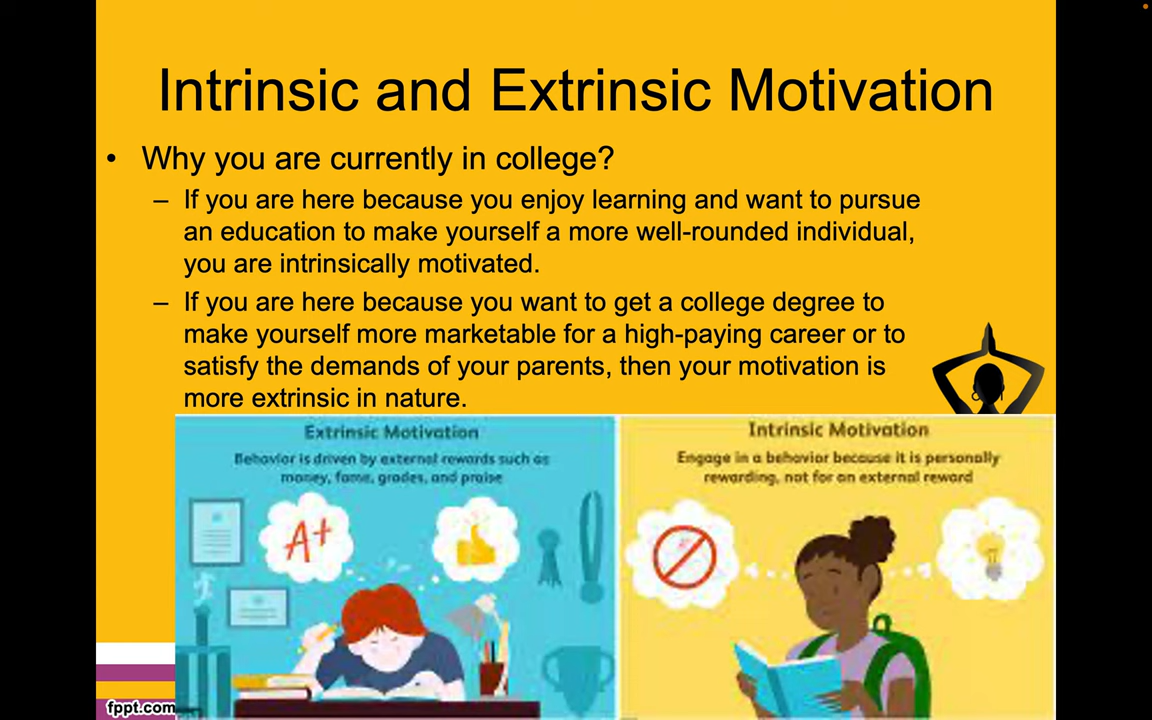 Intrinsic and Extrinsic Motivation
• Why you are currently in college?
– If you are here because you enjoy learning and want to pursue
an education to make yourself a more well-rounded individual,
you are intrinsically motivated.
– If you are here because you want to get a college degree to
make yourself more marketable for a high-paying career or to
satisfy the demands of your parents, then your motivation is
more extrinsic in nature.
Extrinsic Motivation
Behavior is driven by external rewards such as
money, fame, grades, and praise
A+
Intrinsic Motivation
Engage in a behavior because it is personally
rewarding, not for an external reward
fppt.com